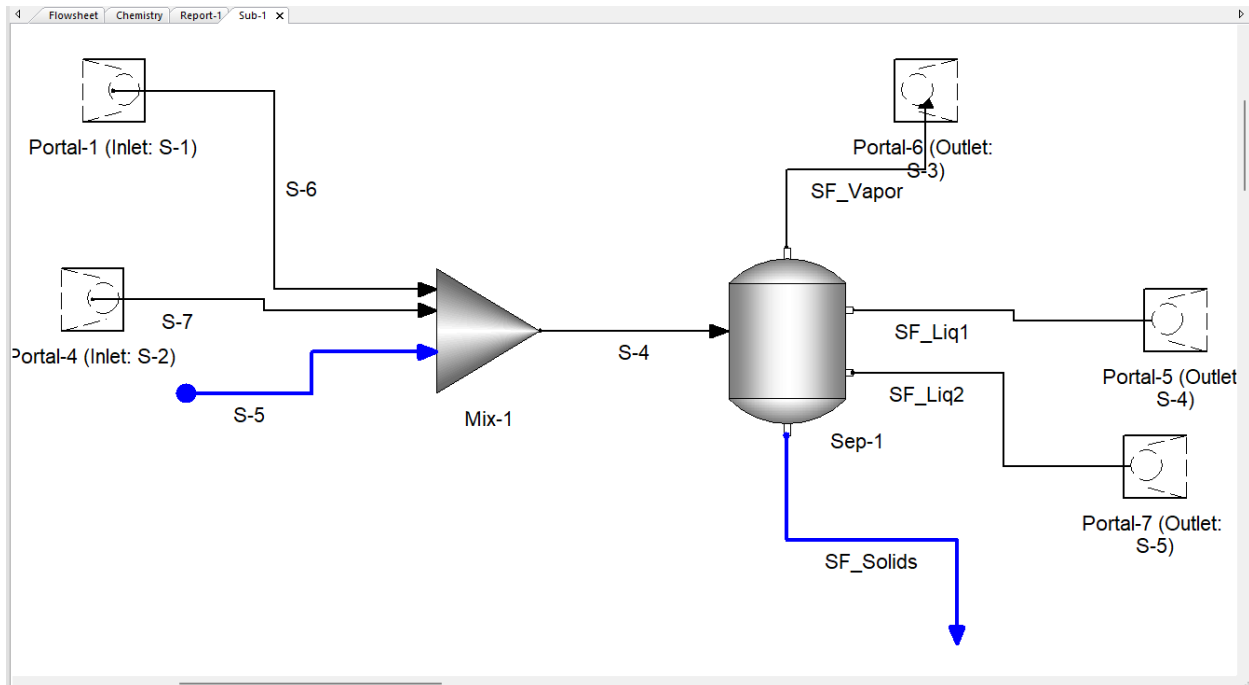 Flowsheet
Chemistry
Report-1
Sub-1
Portal-1 (Inlet: S-1)
Portal-6 (Outlet:
S-3)
SF_Vapor
S-6
S-7
Portal-4 (Inlet: S-2)
S-4
SF_Liq1
Portal-5 (Outlet
S-4)
SF_Liq2
S-5
Mix-1
Sep-1
Portal-7 (Outlet:
S-5)
SF_Solids